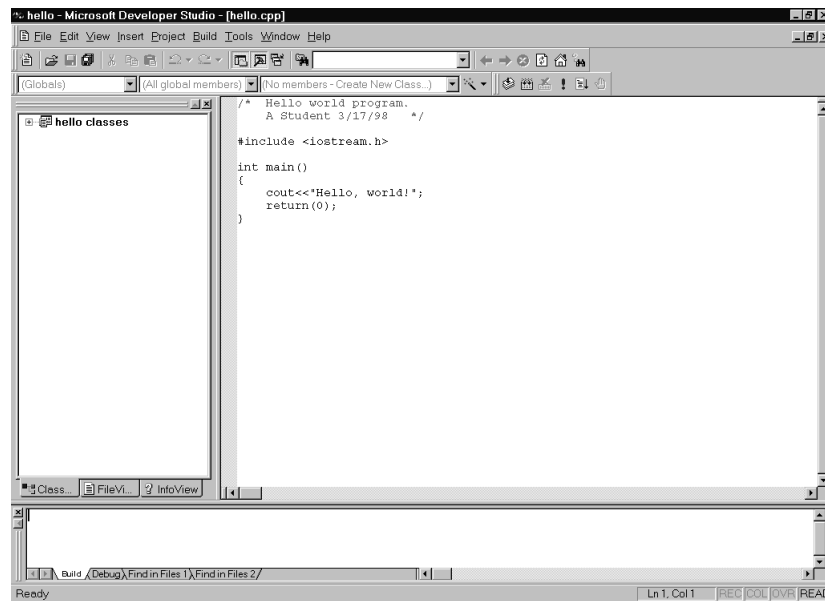 hello - Microsoft Developer Studio - [hello.cpp]
File Edit View Insert Project Build Tools Window Help
(Globals) (All global members) (No members - Create New Class...)
hello classes
/* Hello world program.
A Student 3/17/98 */
#include <iostream.h>
int main()
{
cout<<"Hello, world!";
return(0);
}
Class... FileVi... InfoView
Build Debug Find in Files 1 Find in Files 2
Ready Ln 1, Col 1 REC COL OVR READ